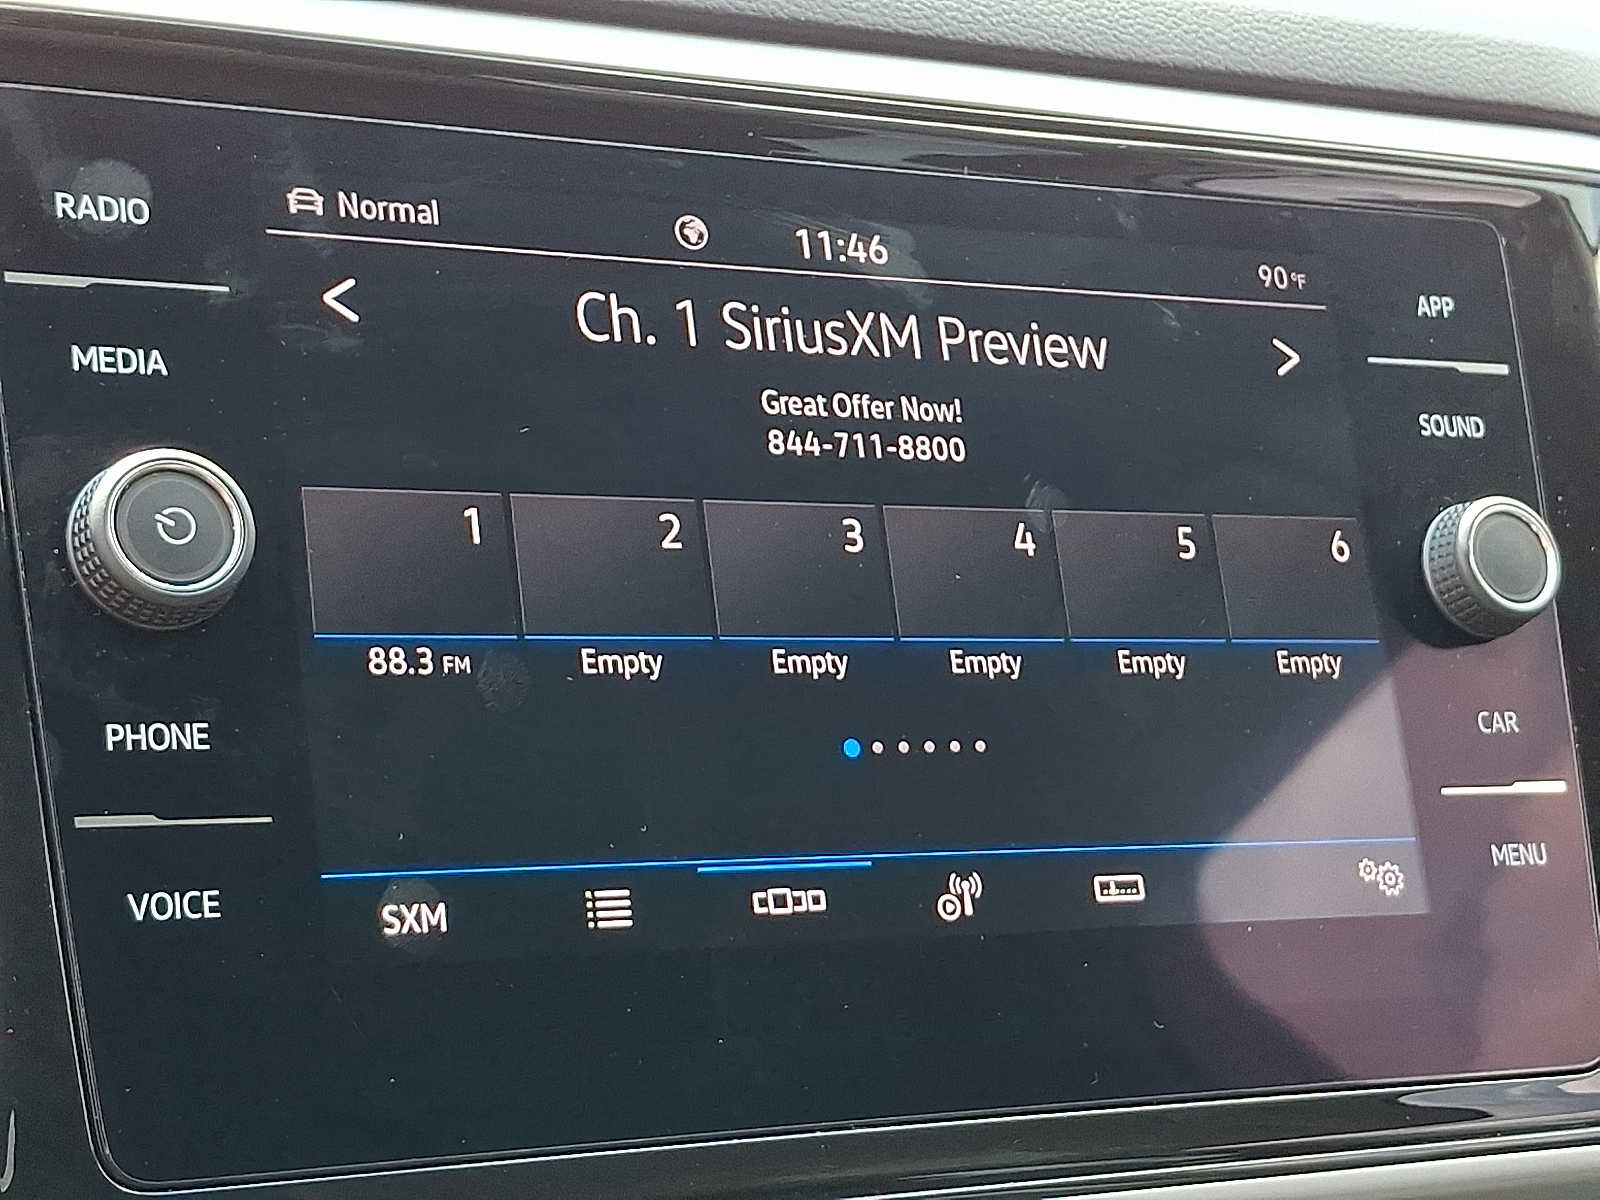 RADIO
MEDIA
PHONE
VOICE
Normal
11:46
90°F
Ch. 1 SiriusXM Preview
Great Offer Now!
844-711-8800
1 2 3 4 5 6
88.3 FM Empty Empty Empty Empty Empty
SXM
APP
SOUND
CAR
MENU